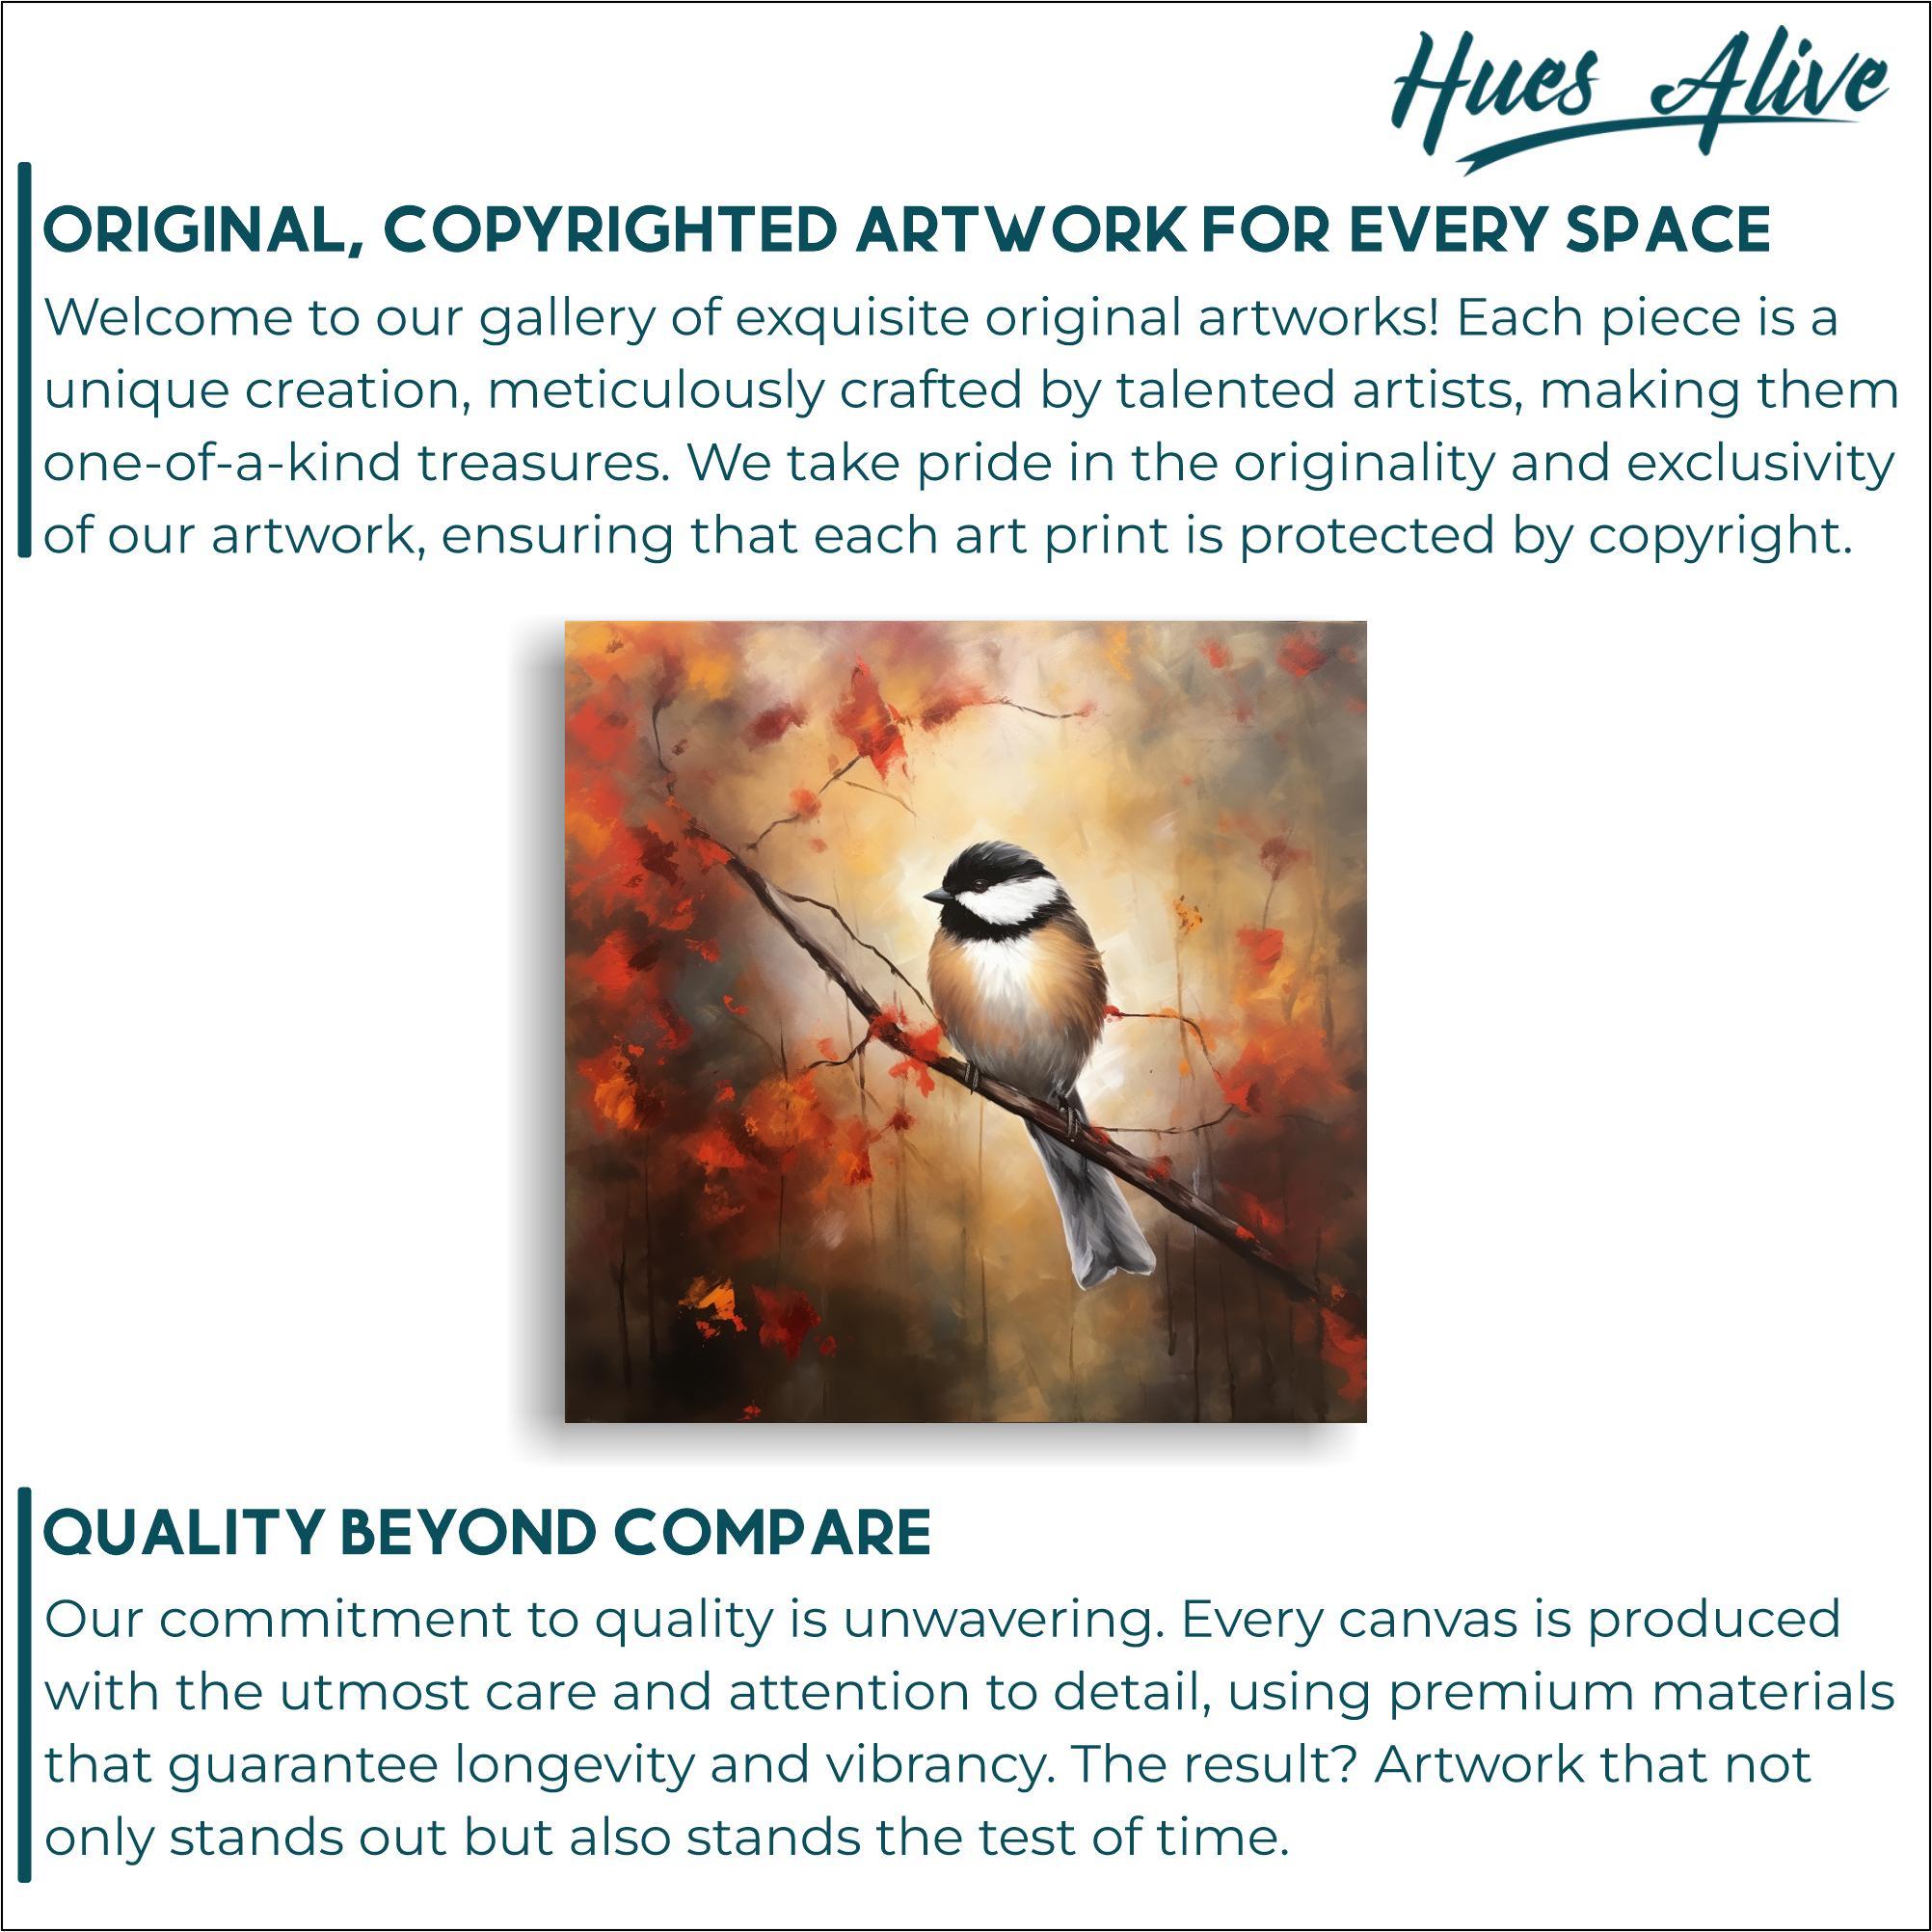 Hues Alive
ORIGINAL, COPYRIGHTED ARTWORK FOR EVERY SPACE
Welcome to our gallery of exquisite original artworks! Each piece is a
unique creation, meticulously crafted by talented artists, making them
one-of-a-kind treasures. We take pride in the originality and exclusivity
of our artwork, ensuring that each art print is protected by copyright.
QUALITY BEYOND COMPARE
Our commitment to quality is unwavering. Every canvas is produced
with the utmost care and attention to detail, using premium materials
that guarantee longevity and vibrancy. The result? Artwork that not
only stands out but also stands the test of time.